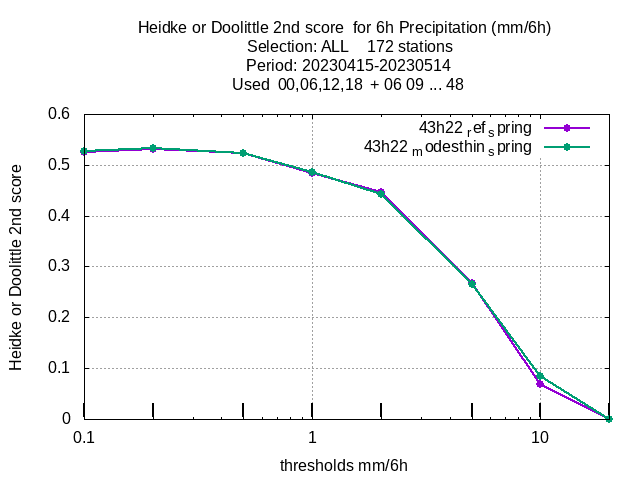 Heidke or Doolittle 2nd score  for 6h Precipitation (mm/6h)
Selection: ALL    172 stations
Period: 20230415-20230514
Used  00,06,12,18  + 06 09 ... 48
43h22 ref spring
43h22 modesthin spring
Heidke or Doolittle 2nd score
0.6
0.5
0.4
0.3
0.2
0.1
0
0.1 1 10
thresholds mm/6h